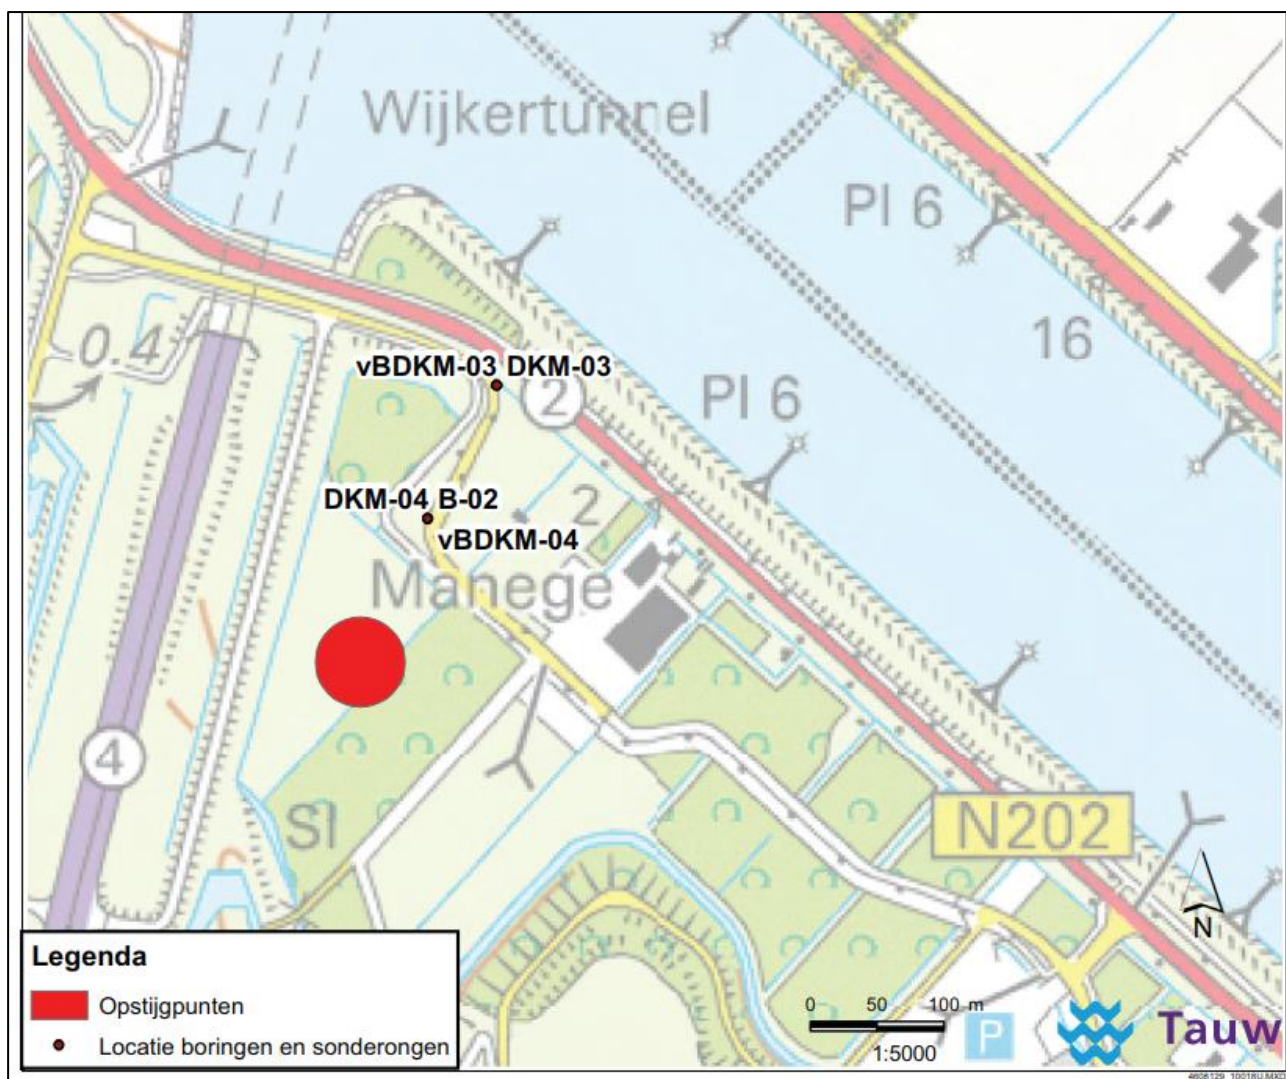 Wijkertunnel
Pl 6
16
0.4
vBDKM-03 DKM-03
2
Pl 6
DKM-04 B-02
2
vBDKM-04
Manege
4
Sl
N202
N
Legenda
Opstijgpunten
Locatie boringen en sonderongen
0 50 100 m
1:5000
P
Tauw